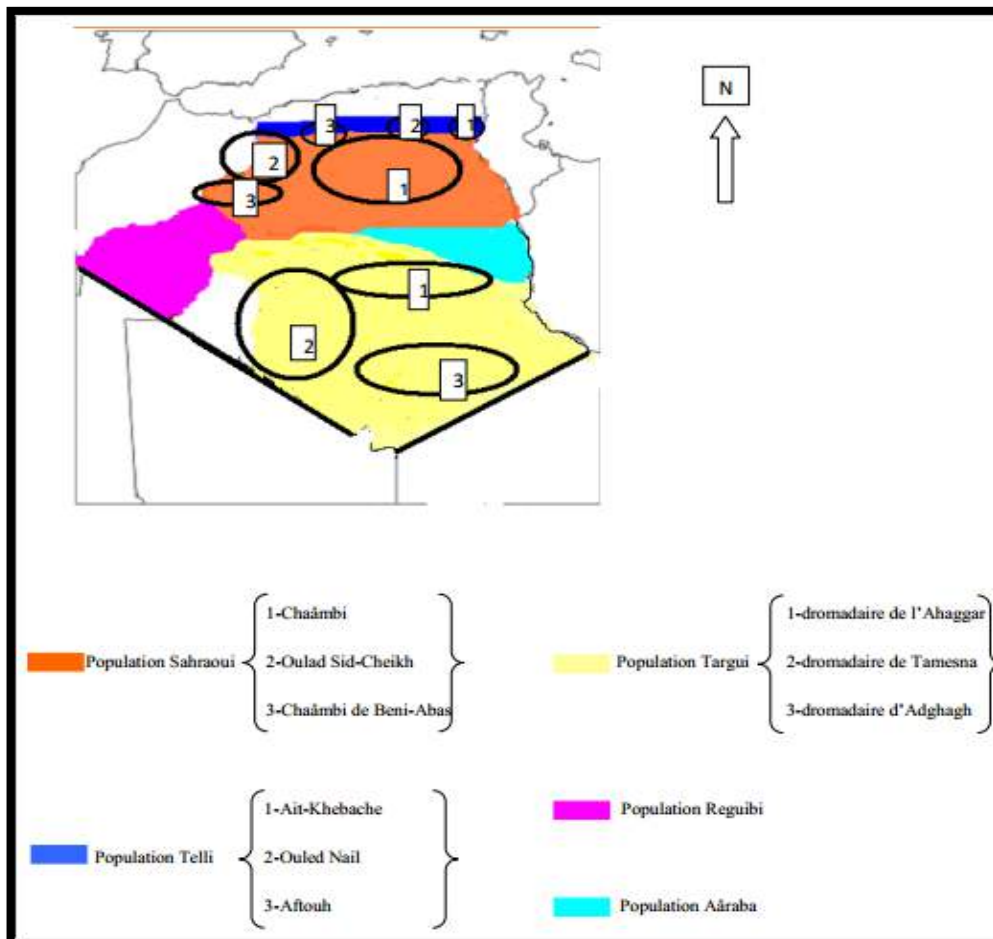 N
3
2
1
2
1
3
1
2
3
Population Sahraoui
1-Chaâmbi
2-Oulad Sid-Cheikh
3-Chaâmbi de Beni-Abas
Population Targui
1-dromadaire de l’Ahaggar
2-dromadaire de Tamesna
3-dromadaire d’Adghagh
Population Telli
1-Ait-Khebache
2-Ouled Nail
3-Aftouh
Population Reguibi
Population Aâraba